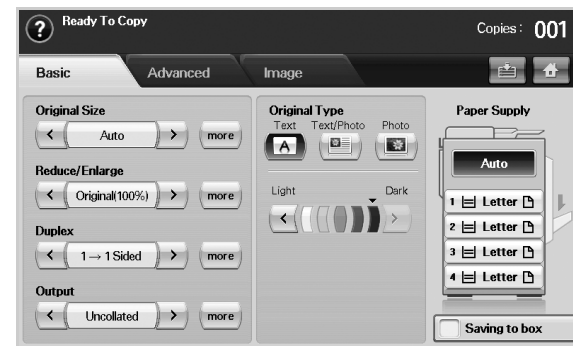 ? Ready To Copy
Copies: 001
Basic
Advanced
Image
Original Size
< Auto > more
Reduce/Enlarge
< Original(100%) > more
Duplex
< 1 → 1 Sided > more
Output
< Uncollated > more
Original Type
Text Text/Photo Photo
A
Light Dark
< >
Paper Supply
Auto
1 Letter
2 Letter
3 Letter
4 Letter
Saving to box